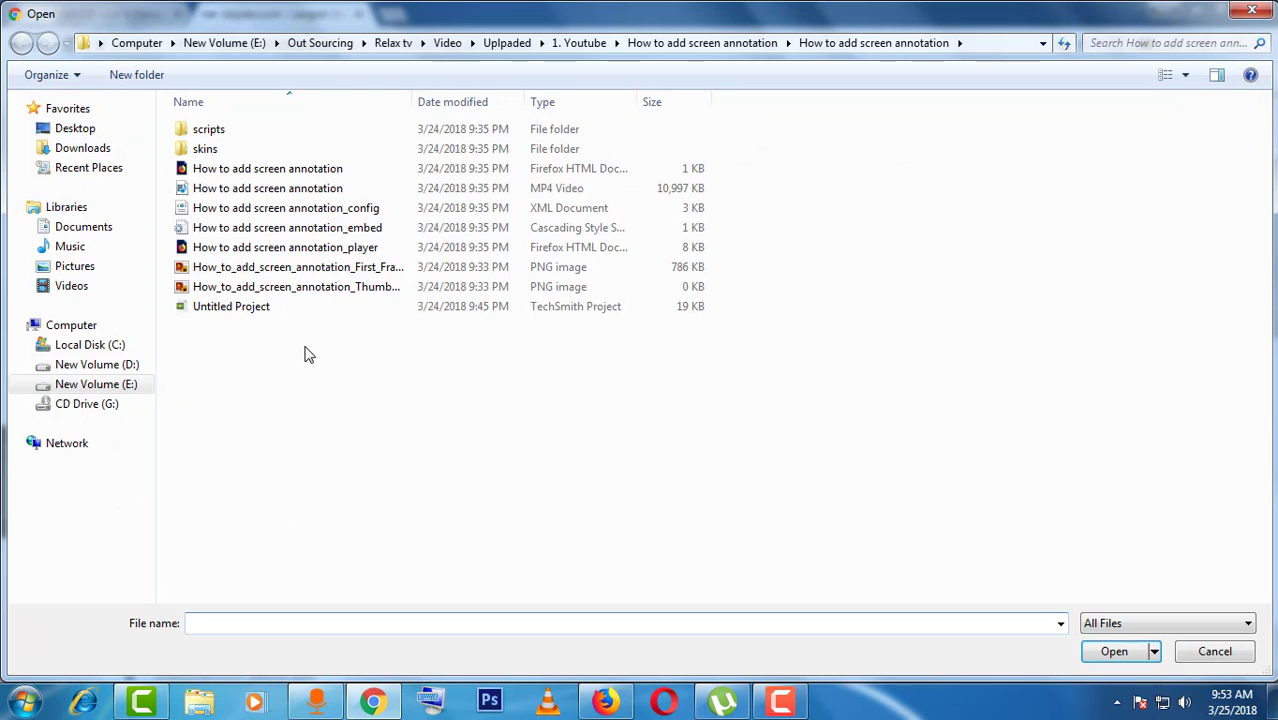 Open
Computer New Volume (E:) Out Sourcing Relax tv Video Uplpaded 1. Youtube How to add screen annotation How to add screen annotation Search How to add screen ann...
Organize New folder
Name Date modified Type Size
Favorites
Desktop
Downloads
Recent Places
Libraries
Documents
Music
Pictures
Videos
Computer
Local Disk (C:)
New Volume (D:)
New Volume (E:)
CD Drive (G:)
Network
scripts 3/24/2018 9:35 PM File folder
skins 3/24/2018 9:35 PM File folder
How to add screen annotation 3/24/2018 9:35 PM Firefox HTML Doc... 1 KB
How to add screen annotation 3/24/2018 9:35 PM MP4 Video 10,997 KB
How to add screen annotation_config 3/24/2018 9:35 PM XML Document 3 KB
How to add screen annotation_embed 3/24/2018 9:35 PM Cascading Style S... 1 KB
How to add screen annotation_player 3/24/2018 9:35 PM Firefox HTML Doc... 8 KB
How_to_add_screen_annotation_First_Fra... 3/24/2018 9:33 PM PNG image 786 KB
How_to_add_screen_annotation_Thumb... 3/24/2018 9:33 PM PNG image 0 KB
Untitled Project 3/24/2018 9:45 PM TechSmith Project 19 KB
File name: All Files
Open Cancel
Ps
9:53 AM
3/25/2018